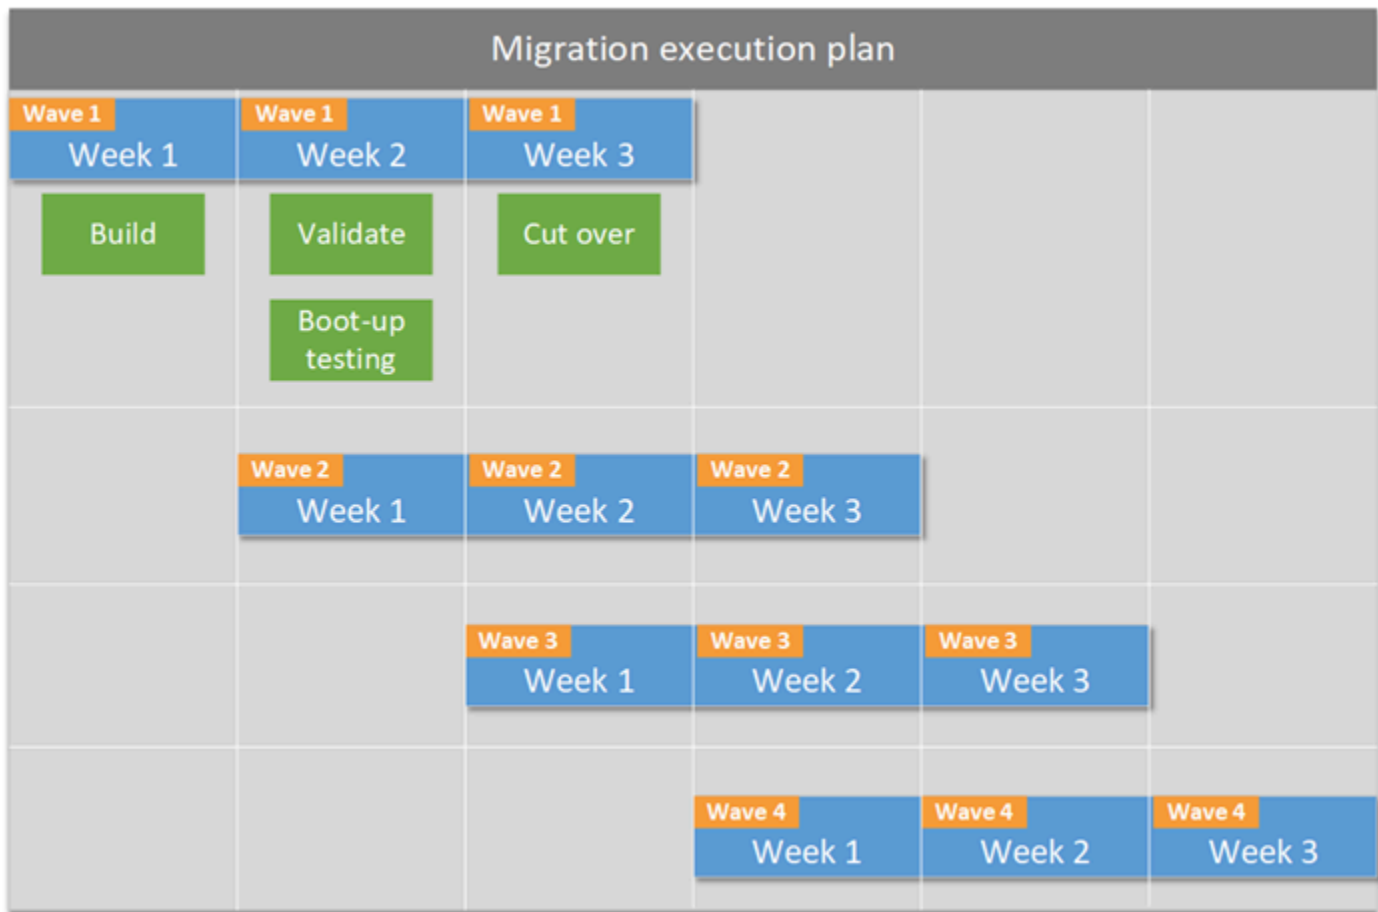 Migration execution plan
Wave 1
Week 1
Wave 1
Week 2
Wave 1
Week 3
Build
Validate
Cut over
Boot-up
testing
Wave 2
Week 1
Wave 2
Week 2
Wave 2
Week 3
Wave 3
Week 1
Wave 3
Week 2
Wave 3
Week 3
Wave 4
Week 1
Wave 4
Week 2
Wave 4
Week 3